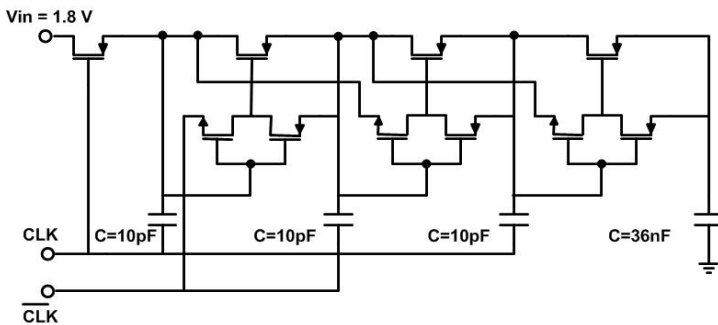 Vin = 1.8 V
CLK
C=10pF
C=10pF
C=10pF
C=36nF
CLK